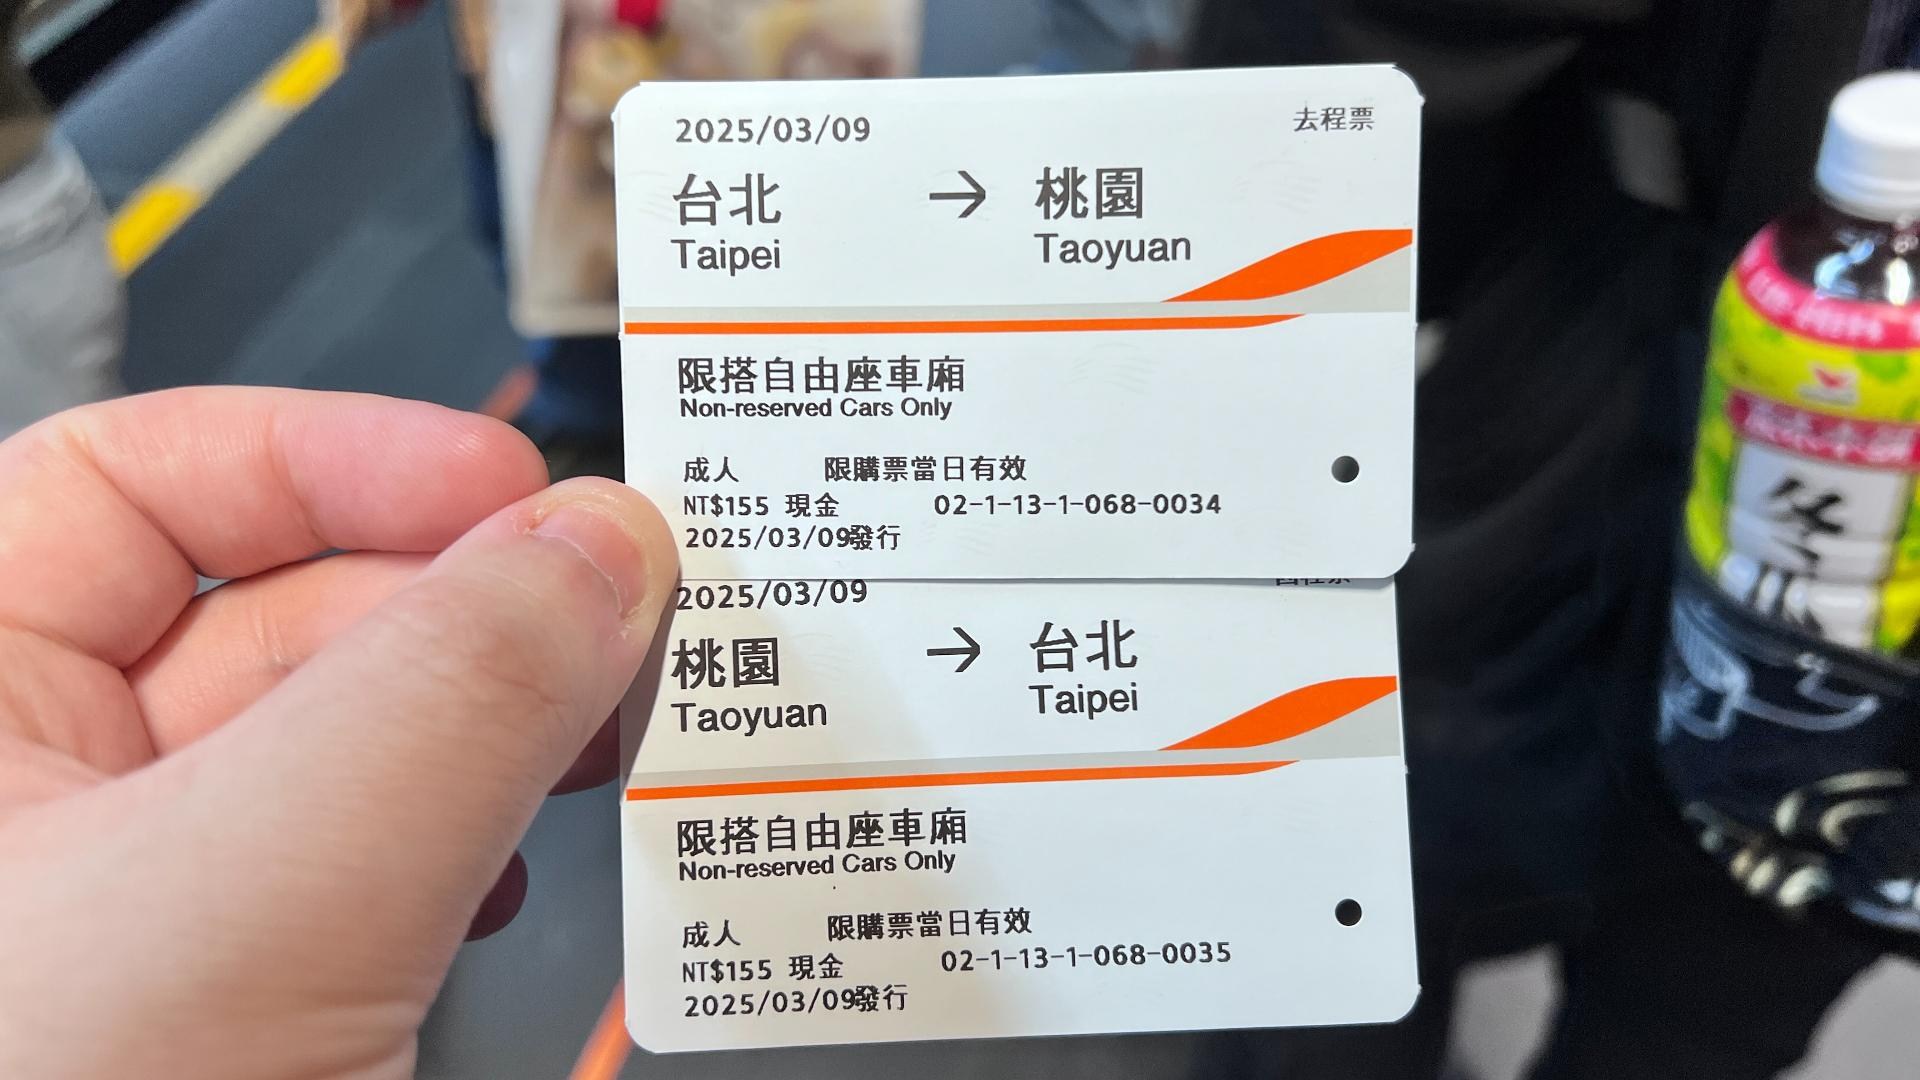 2025/03/09 去程票
台北 → 桃園
Taipei Taoyuan
限搭自由座車廂
Non-reserved Cars Only
成人 限購票當日有效
NT$155 現金 02-1-13-1-068-0034
2025/03/09發行
2025/03/09
桃園 → 台北
Taoyuan Taipei
限搭自由座車廂
Non-reserved Cars Only
成人 限購票當日有效
NT$155 現金 02-1-13-1-068-0035
2025/03/09發行